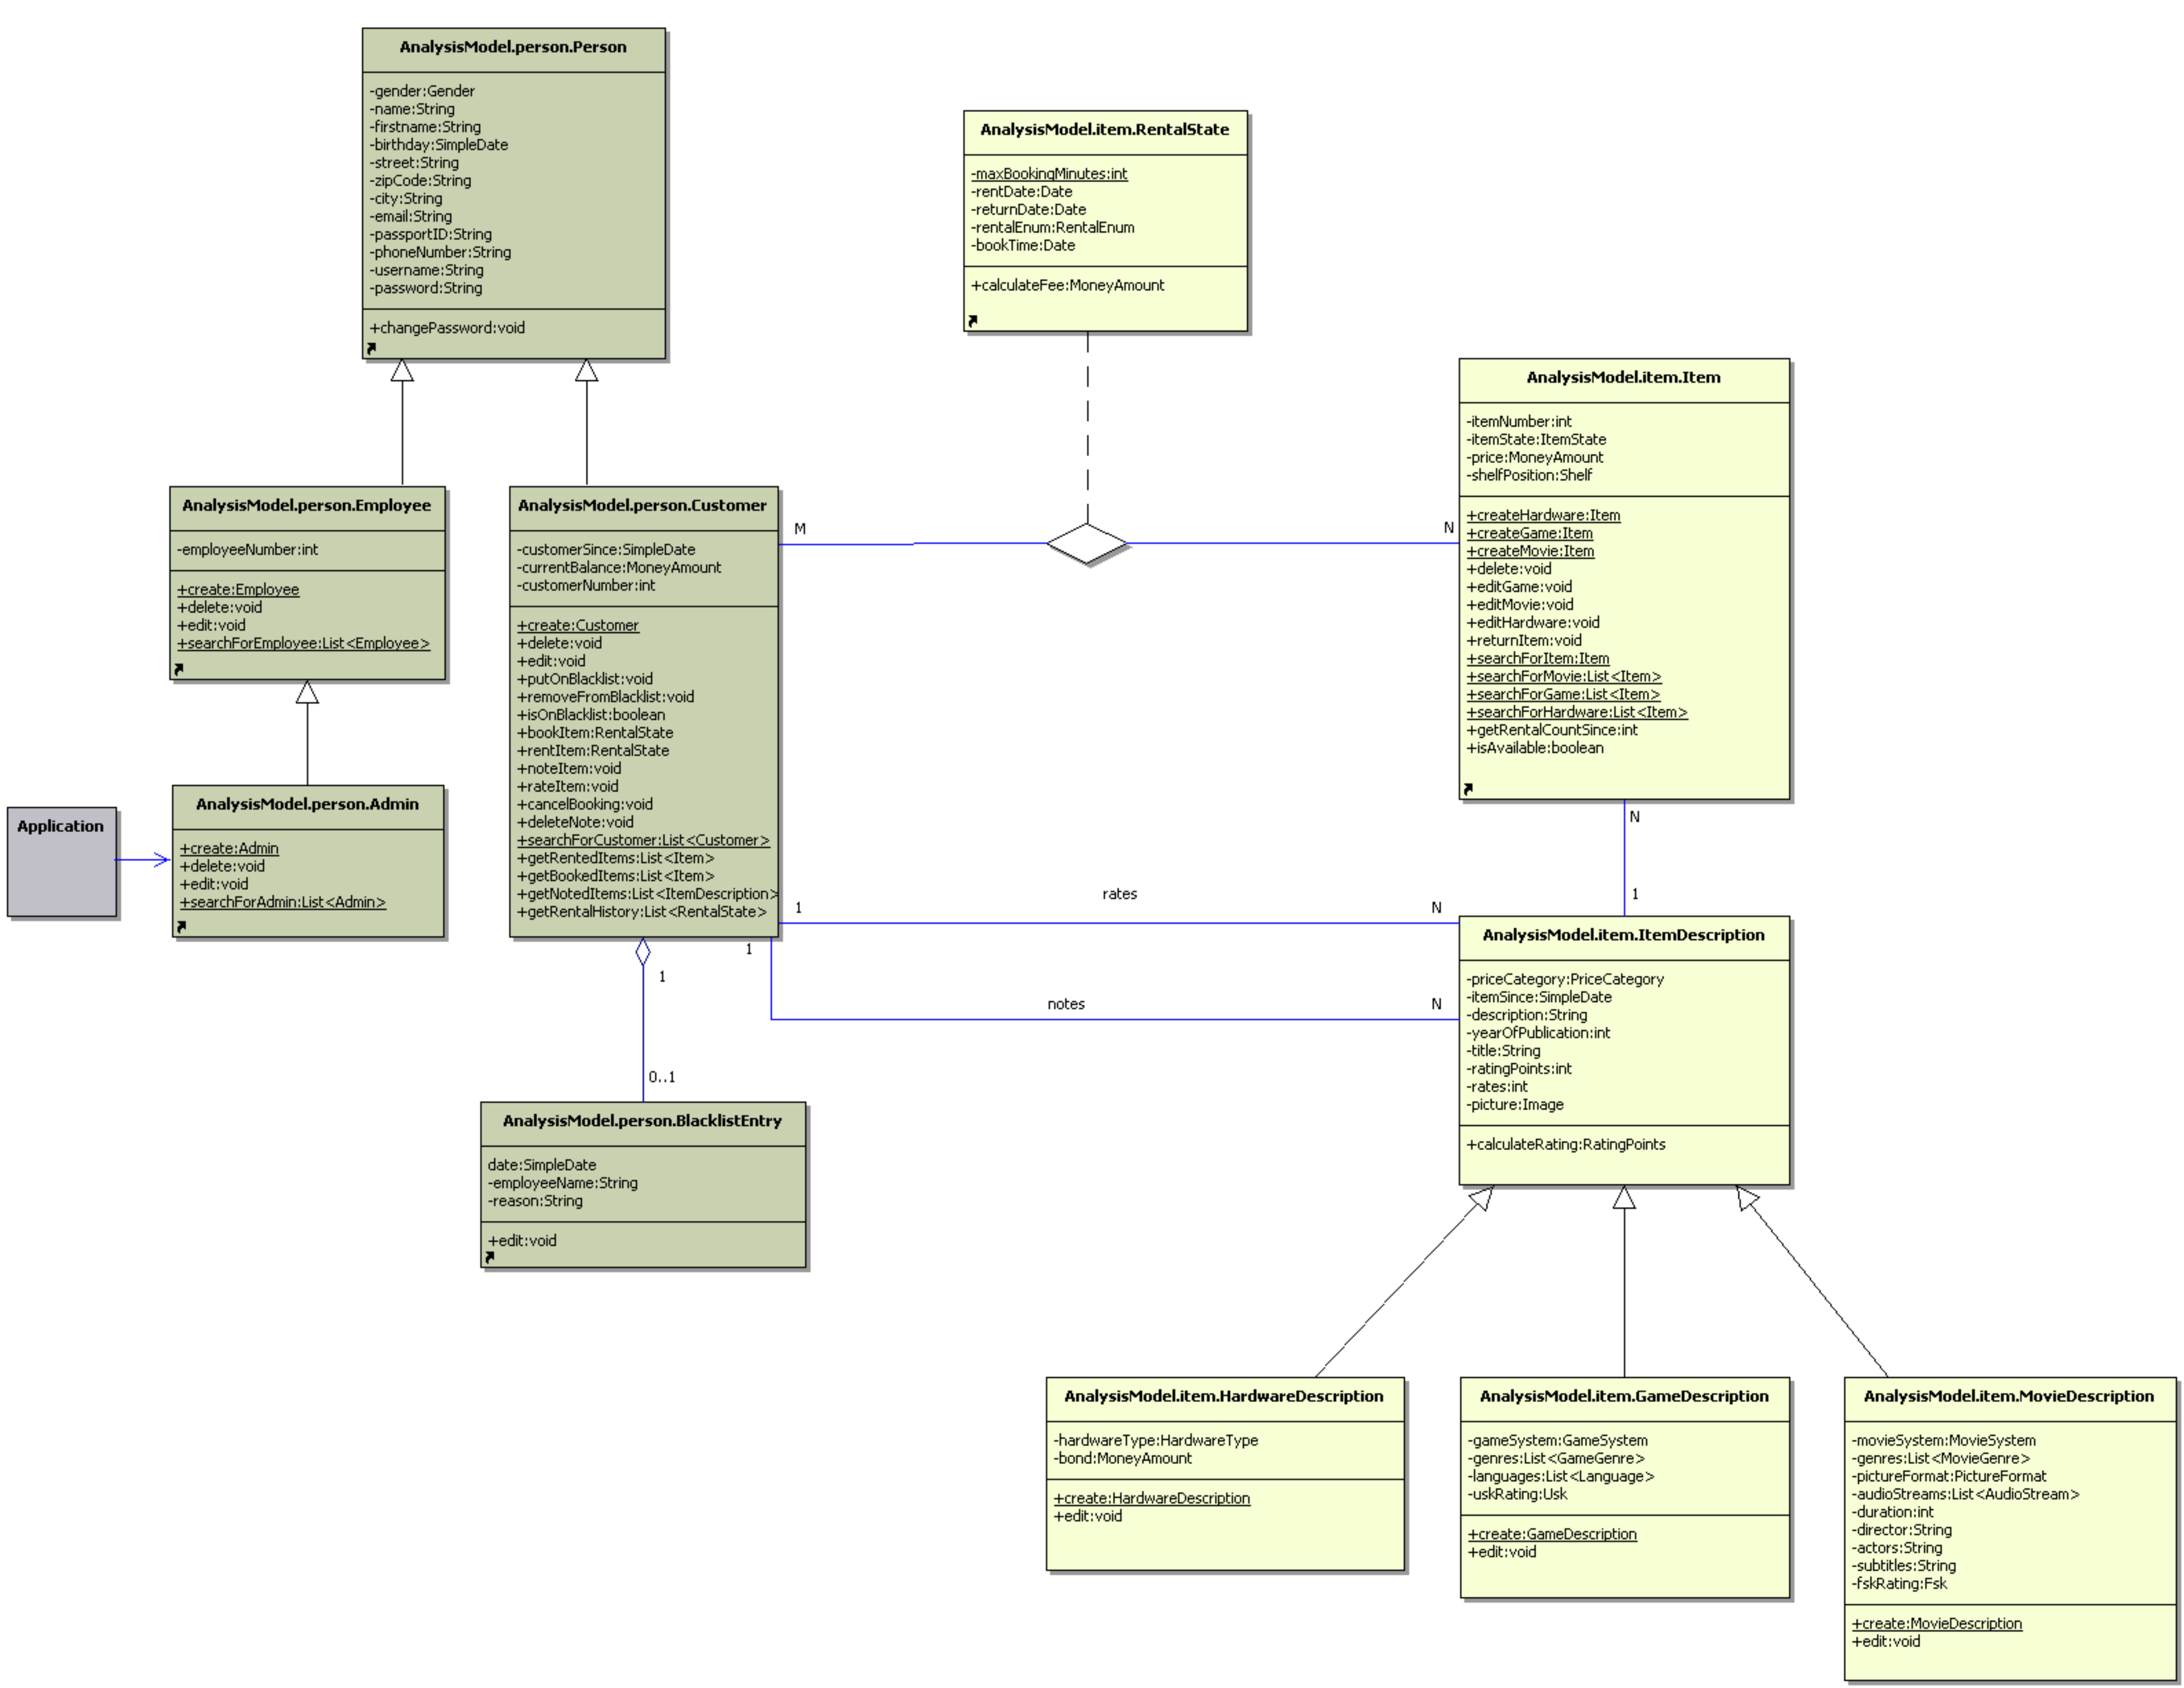 AnalysisModel.person.Person
-gender:Gender
-name:String
-firstname:String
-birthday:SimpleDate
-street:String
-zipCode:String
-city:String
-email:String
-passportID:String
-phoneNumber:String
-username:String
-password:String
+changePassword:void
AnalysisModel.item.RentalState
-maxBookingMinutes:int
-rentDate:Date
-returnDate:Date
-rentalEnum:RentalEnum
-bookTime:Date
+calculateFee:MoneyAmount
AnalysisModel.item.Item
-itemNumber:int
-itemState:ItemState
-price:MoneyAmount
-shelfPosition:Shelf
+createHardware:Item
+createGame:Item
+createMovie:Item
+delete:void
+editGame:void
+editMovie:void
+editHardware:void
+returnItem:void
+searchForItem:Item
+searchForMovie:List<Item>
+searchForGame:List<Item>
+searchForHardware:List<Item>
+getRentalCountSince:int
+isAvailable:boolean
AnalysisModel.person.Employee
-employeeNumber:int
+create:Employee
+delete:void
+edit:void
+searchForEmployee:List<Employee>
AnalysisModel.person.Customer
-customerSince:SimpleDate
-currentBalance:MoneyAmount
-customerNumber:int
+create:Customer
+delete:void
+edit:void
+putOnBlacklist:void
+removeFromBlacklist:void
+isOnBlacklist:boolean
+bookItem:RentalState
+rentItem:RentalState
+noteItem:void
+rateItem:void
+cancelBooking:void
+deleteNote:void
+searchForCustomer:List<Customer>
+getRentedItems:List<Item>
+getBookedItems:List<Item>
+getNotedItems:List<ItemDescription>
+getRentalHistory:List<RentalState>
M
N
Application
AnalysisModel.person.Admin
+create:Admin
+delete:void
+edit:void
+searchForAdmin:List<Admin>
N
1
1
rates
N
1
notes
N
1
0..1
AnalysisModel.item.ItemDescription
-priceCategory:PriceCategory
-itemSince:SimpleDate
-description:String
-yearOfPublication:int
-title:String
-ratingPoints:int
-rates:int
-picture:Image
+calculateRating:RatingPoints
AnalysisModel.person.BlacklistEntry
date:SimpleDate
-employeeName:String
-reason:String
+edit:void
AnalysisModel.item.HardwareDescription
-hardwareType:HardwareType
-bond:MoneyAmount
+create:HardwareDescription
+edit:void
AnalysisModel.item.GameDescription
-gameSystem:GameSystem
-genres:List<GameGenre>
-languages:List<Language>
-uskRating:Usk
+create:GameDescription
+edit:void
AnalysisModel.item.MovieDescription
-movieSystem:MovieSystem
-genres:List<MovieGenre>
-pictureFormat:PictureFormat
-audioStreams:List<AudioStream>
-duration:int
-director:String
-actors:String
-subtitles:String
-fskRating:Fsk
+create:MovieDescription
+edit:void